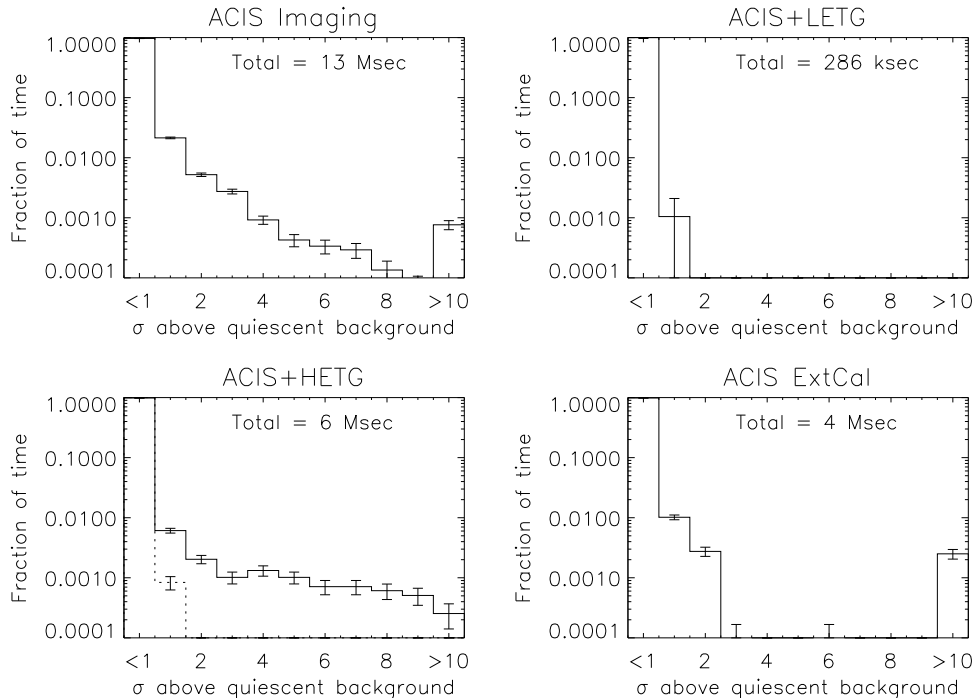 ACIS Imaging
Total = 13 Msec
Fraction of time
1.0000
0.1000
0.0100
0.0010
0.0001
<1 2 4 6 8 >10
σ above quiescent background
ACIS+LETG
Total = 286 ksec
Fraction of time
1.0000
0.1000
0.0100
0.0010
0.0001
<1 2 4 6 8 >10
σ above quiescent background
ACIS+HETG
Total = 6 Msec
Fraction of time
1.0000
0.1000
0.0100
0.0010
0.0001
<1 2 4 6 8 >10
σ above quiescent background
ACIS ExtCal
Total = 4 Msec
Fraction of time
1.0000
0.1000
0.0100
0.0010
0.0001
<1 2 4 6 8 >10
σ above quiescent background